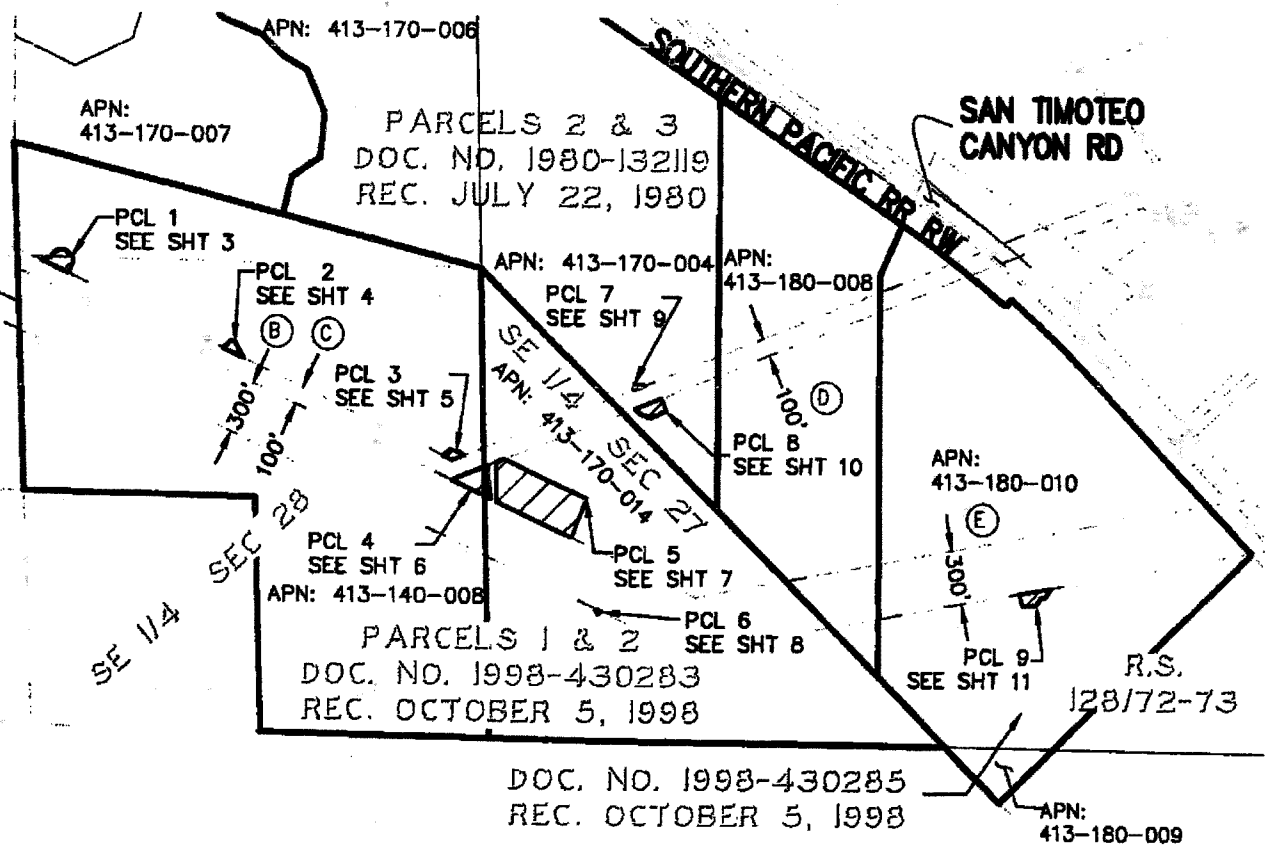 APN: 413-170-006
APN:
413-170-007
PARCELS 2 & 3
DOC. NO. 1980-132119
REC. JULY 22, 1980
SOUTHERN PACIFIC RR RW
SAN TIMOTEO
CANYON RD
PCL 1
SEE SHT 3
PCL 2
SEE SHT 4
B
C
300'
100'
APN: 413-170-004
APN:
413-180-008
PCL 7
SEE SHT 9
PCL 3
SEE SHT 5
SE 1/4 SEC 27
APN: 413-170-014
100'
D
PCL 8
SEE SHT 10
APN:
413-180-010
E
300'
SE 1/4 SEC 28
PCL 4
SEE SHT 6
APN: 413-140-008
PCL 5
SEE SHT 7
PCL 6
SEE SHT 8
PCL 9
SEE SHT 11
R.S.
128/72-73
PARCELS 1 & 2
DOC. NO. 1998-430283
REC. OCTOBER 5, 1998
DOC. NO. 1998-430285
REC. OCTOBER 5, 1998
APN:
413-180-009